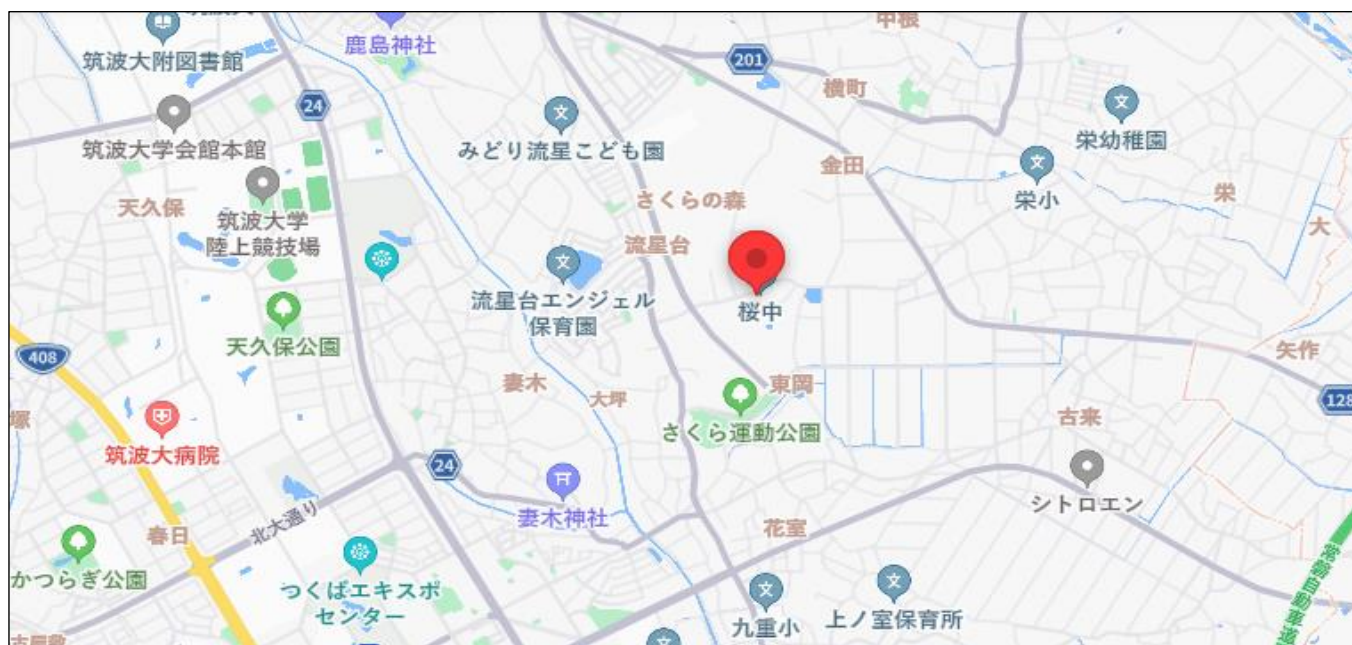 中根
鹿島神社
筑波大附図書館
201
横町
24
みどり流星こども園
栄幼稚園
筑波大学会館本館
金田
栄小
天久保
筑波大学
陸上競技場
さくらの森
流星台
栄
大
流星台エンジェル
保育園
桜中
天久保公園
408
妻木
大坪
東岡
矢作
128
塚
筑波大病院
さくら運動公園
古来
24
シトロエン
妻木神社
北大通り
春日
花室
かつらぎ公園
つくばエキスポ
センター
九重小
上ノ室保育所
常磐自動車道